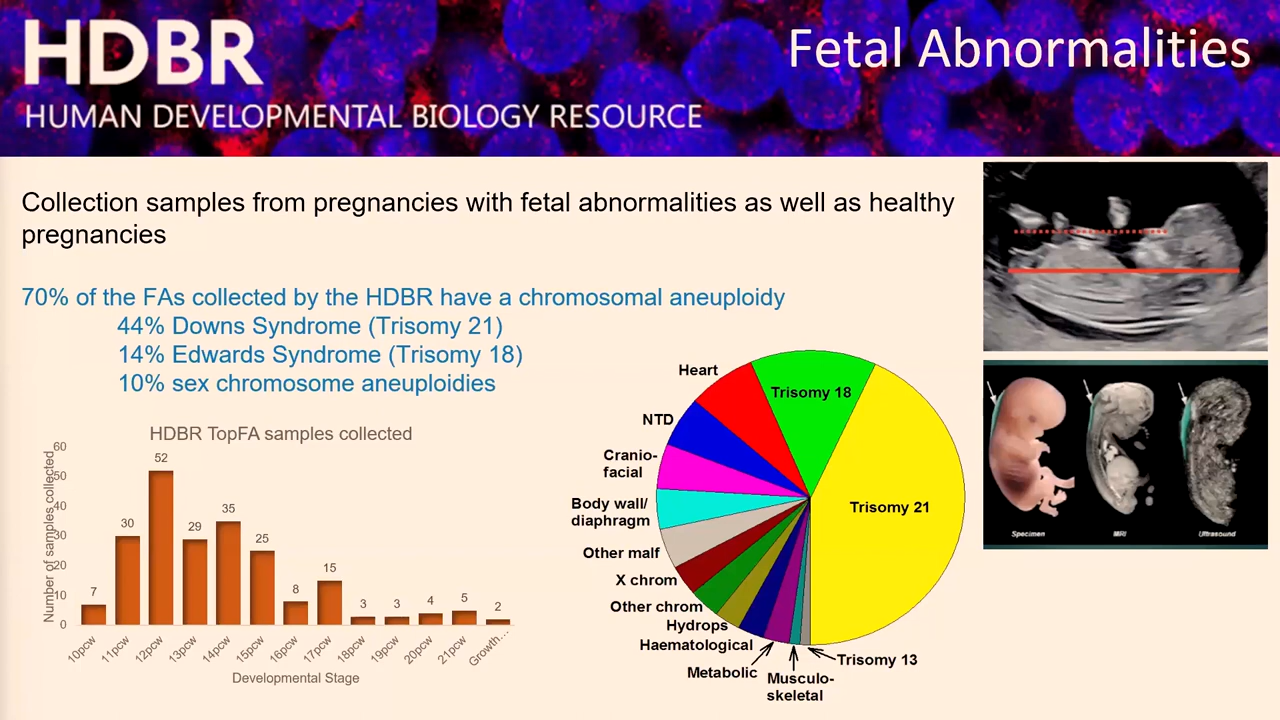 HDBR
HUMAN DEVELOPMENTAL BIOLOGY RESOURCE
Fetal Abnormalities
Collection samples from pregnancies with fetal abnormalities as well as healthy
pregnancies
70% of the FAs collected by the HDBR have a chromosomal aneuploidy
44% Downs Syndrome (Trisomy 21)
14% Edwards Syndrome (Trisomy 18)
10% sex chromosome aneuploidies
HDBR TopFA samples collected
Number of samples collected
60
50
40
30
20
10
0
7
30
52
29
35
25
8
15
3
3
4
5
2
10pcw
11pcw
12pcw
13pcw
14pcw
15pcw
16pcw
17pcw
18pcw
19pcw
20pcw
21pcw
Growth...
Developmental Stage
Heart
Trisomy 18
NTD
Cranio-
facial
Body wall/
diaphragm
Trisomy 21
Other malf
X chrom
Other chrom
Hydrops
Haematological
Metabolic
Musculo-
skeletal
Trisomy 13
Specimen
MRI
Ultrasound